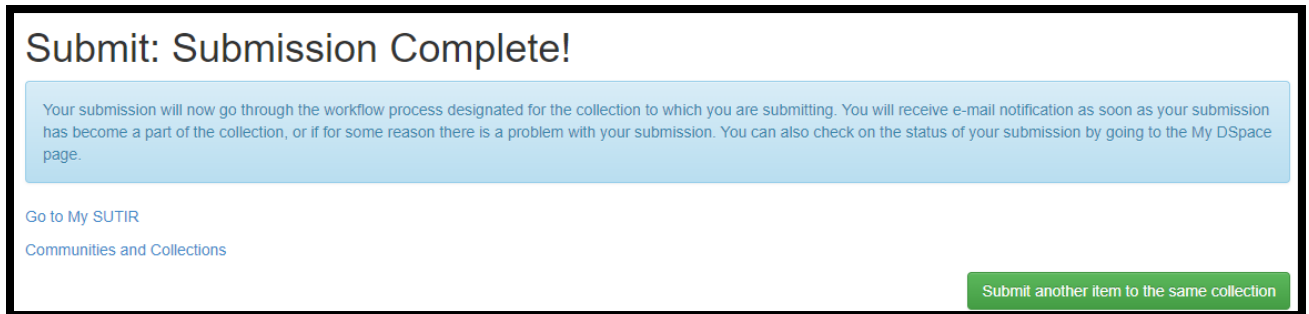 Submit: Submission Complete!
Your submission will now go through the workflow process designated for the collection to which you are submitting. You will receive e-mail notification as soon as your submission
has become a part of the collection, or if for some reason there is a problem with your submission. You can also check on the status of your submission by going to the My DSpace
page.
Go to My SUTIR
Communities and Collections
Submit another item to the same collection